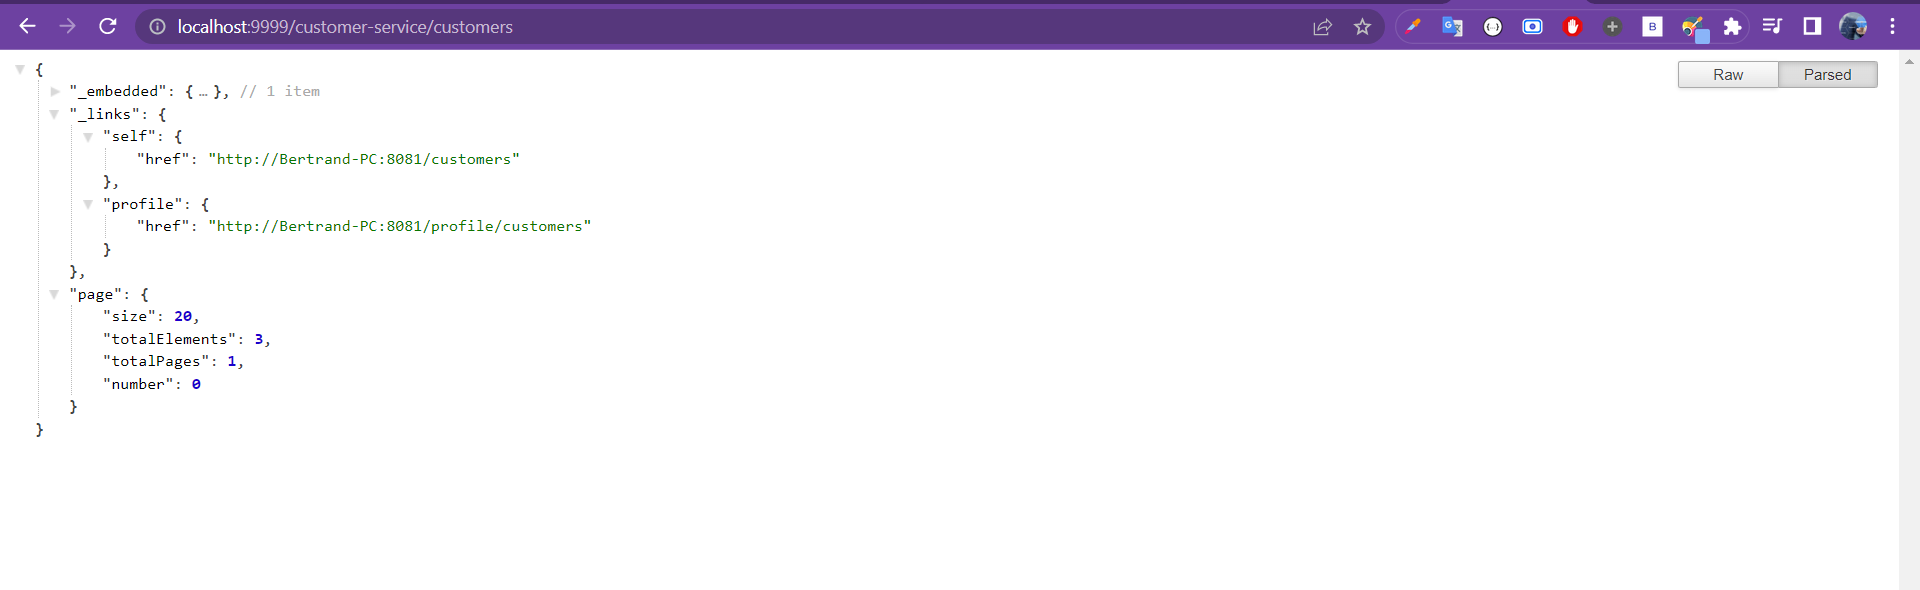 localhost:9999/customer-service/customers
B
Raw Parsed
{
"_embedded": { … }, // 1 item
"_links": {
"self": {
"href": "http://Bertrand-PC:8081/customers"
},
"profile": {
"href": "http://Bertrand-PC:8081/profile/customers"
}
},
"page": {
"size": 20,
"totalElements": 3,
"totalPages": 1,
"number": 0
}
}